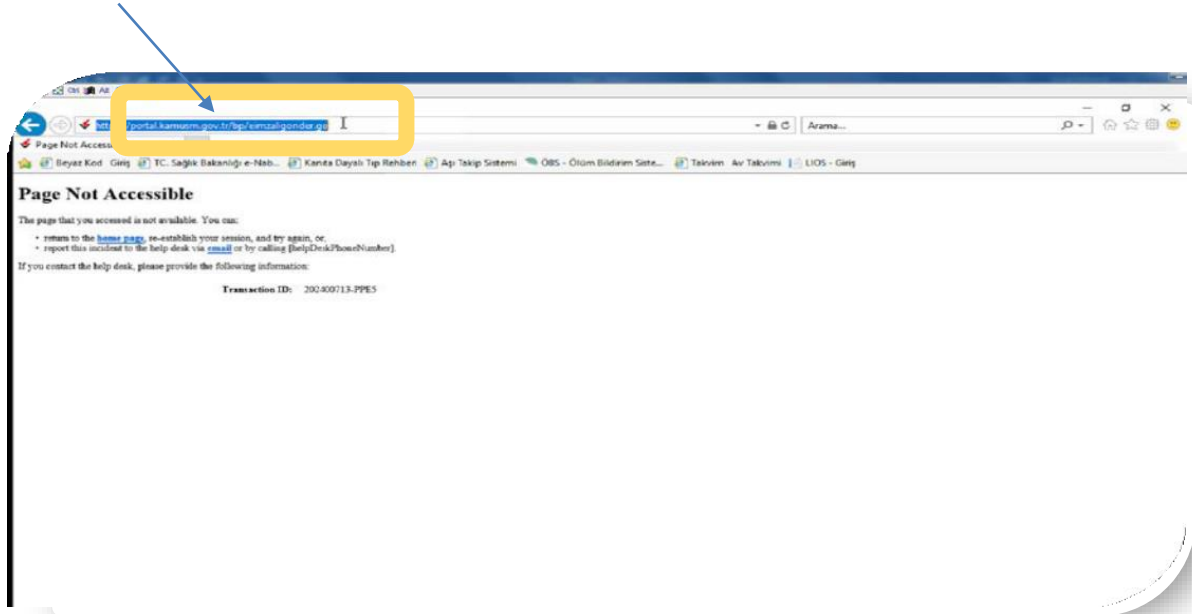 Ctrl Alt
portal.kamusm.gov.tr/bp/eimzaligonder.go
Arama...
Page Not Access
Beyaz Kod Giriş TC. Sağlık Bakanlığı e-Nab... Kanıta Dayalı Tıp Rehberi Aşı Takip Sistemi ÖBS - Ölüm Bildirim Siste... Takvim Av Takvimi LIOS - Giriş
Page Not Accessible
The page that you accessed is not available. You can:
• return to the home page, re-establish your session, and try again, or,
• report this incident to the help desk via email or by calling [helpDeskPhoneNumber].
If you contact the help desk, please provide the following information:
Transaction ID: 202400713-PPE5